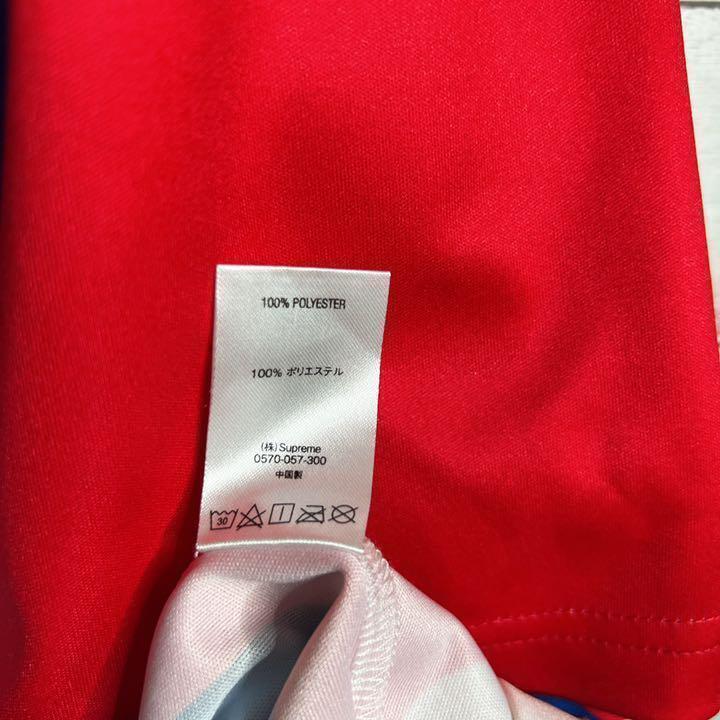 100% POLYESTER
100% ポリエステル
(株) Supreme
0570-057-300
中国製
30